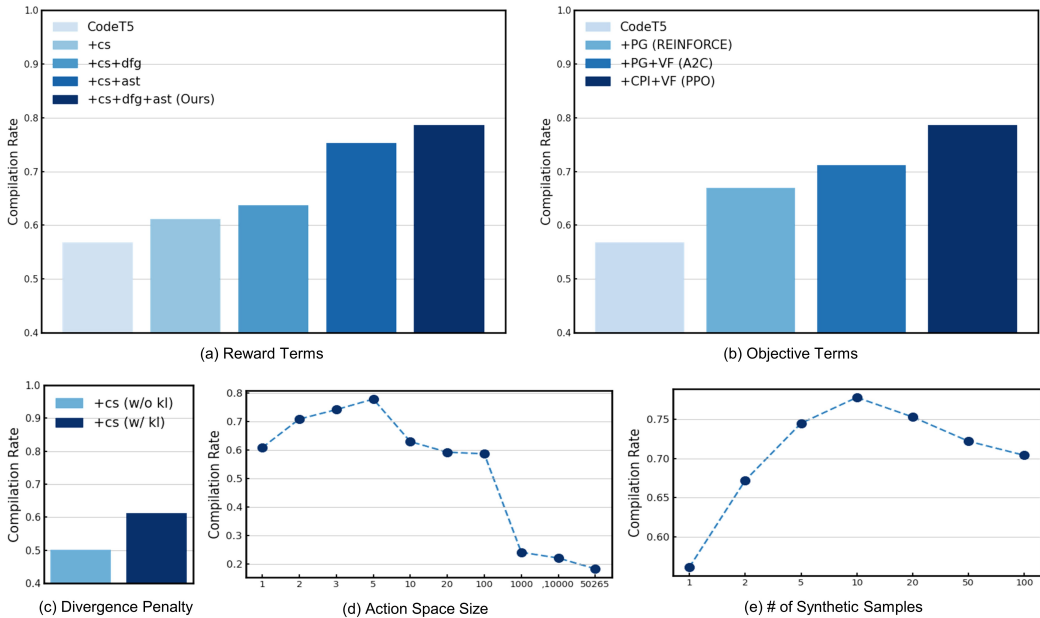 1.0
0.9
0.8
0.7
0.6
0.5
0.4
Compilation Rate
CodeT5
+cs
+cs+dfg
+cs+ast
+cs+dfg+ast (Ours)
(a) Reward Terms
1.0
0.9
0.8
0.7
0.6
0.5
0.4
Compilation Rate
CodeT5
+PG (REINFORCE)
+PG+VF (A2C)
+CPI+VF (PPO)
(b) Objective Terms
1.0
0.9
0.8
0.7
0.6
0.5
0.4
Compilation Rate
+cs (w/o kl)
+cs (w/ kl)
(c) Divergence Penalty
0.8
0.7
0.6
0.5
0.4
0.3
0.2
Compilation Rate
1 2 3 5 10 20 100 1000 ,10000 50265
(d) Action Space Size
0.75
0.70
0.65
0.60
Compilation Rate
1 2 5 10 20 50 100
(e) # of Synthetic Samples